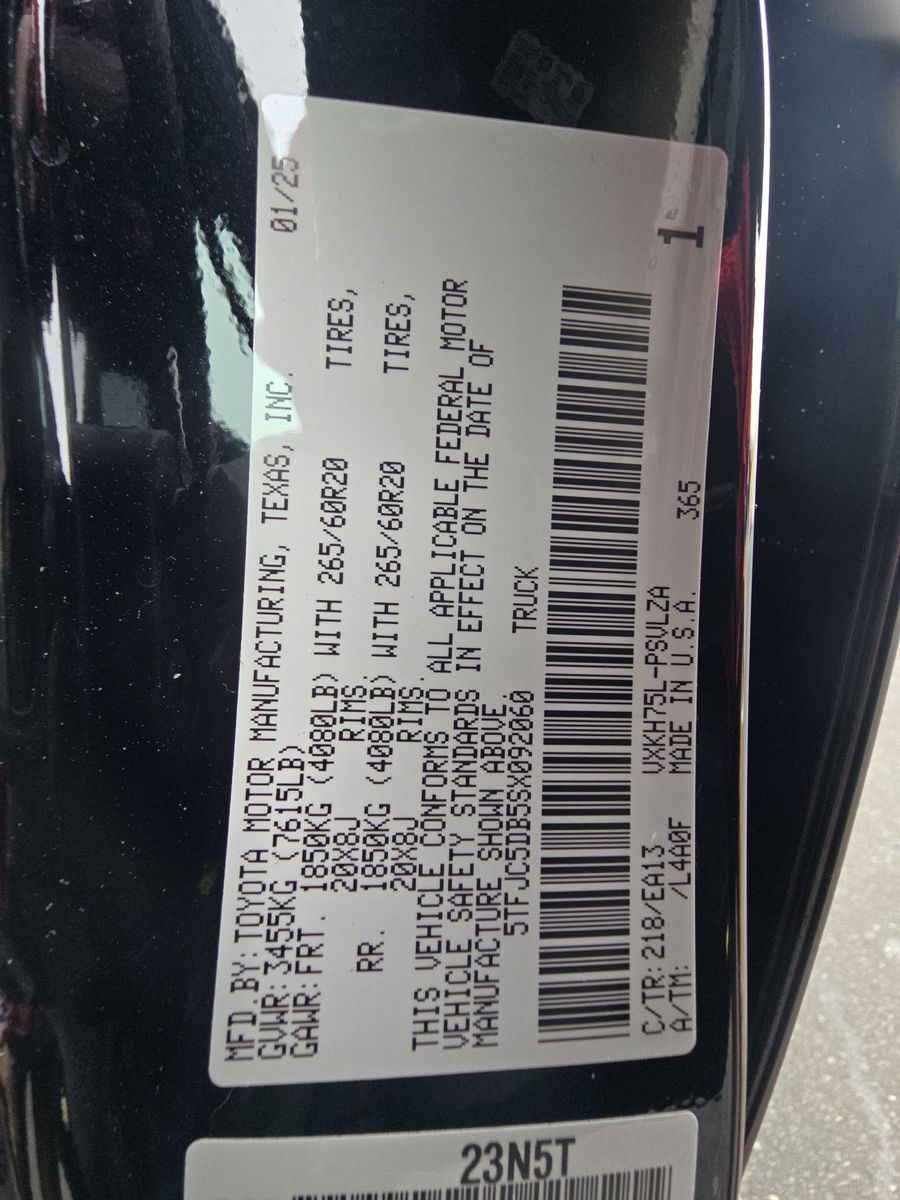 MFD.BY:TOYOTA MOTOR MANUFACTURING, TEXAS, INC. 01/25
GVWR:3455KG (7615LB)
GAWR:FRT. 1850KG (4080LB) WITH 265/60R20 TIRES,
20X8J RIMS
RR. 1850KG (4080LB) WITH 265/60R20 TIRES,
20X8J RIMS.
THIS VEHICLE CONFORMS TO ALL APPLICABLE FEDERAL MOTOR
VEHICLE SAFETY STANDARDS IN EFFECT ON THE DATE OF
MANUFACTURE SHOWN ABOVE.
5TFJC5DB5SX092060 TRUCK
C/TR:218/EA13 VXKH75L-PSVLZA 1
A/TM: /L4A0F MADE IN U.S.A. 365
23N5T